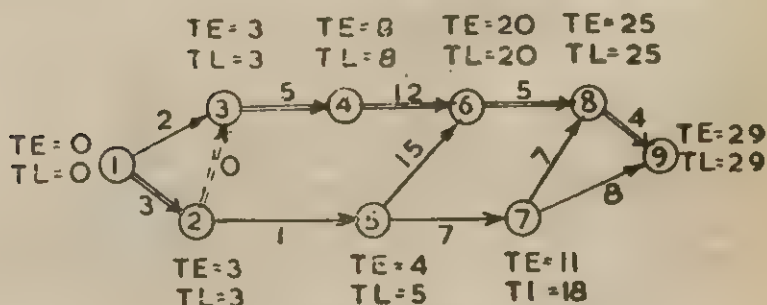 TE=3 TE=8 TE=20 TE=25
TL=3 TL=8 TL=20 TL=25
3 5 4 12 6 5 8
2 4
TE=0 TE=29
TL=0 1 0 15 7 9 TL=29
3 8
2 1 5 7 7
TE=3 TE=4 TE=11
TL=3 TL=5 TL=18